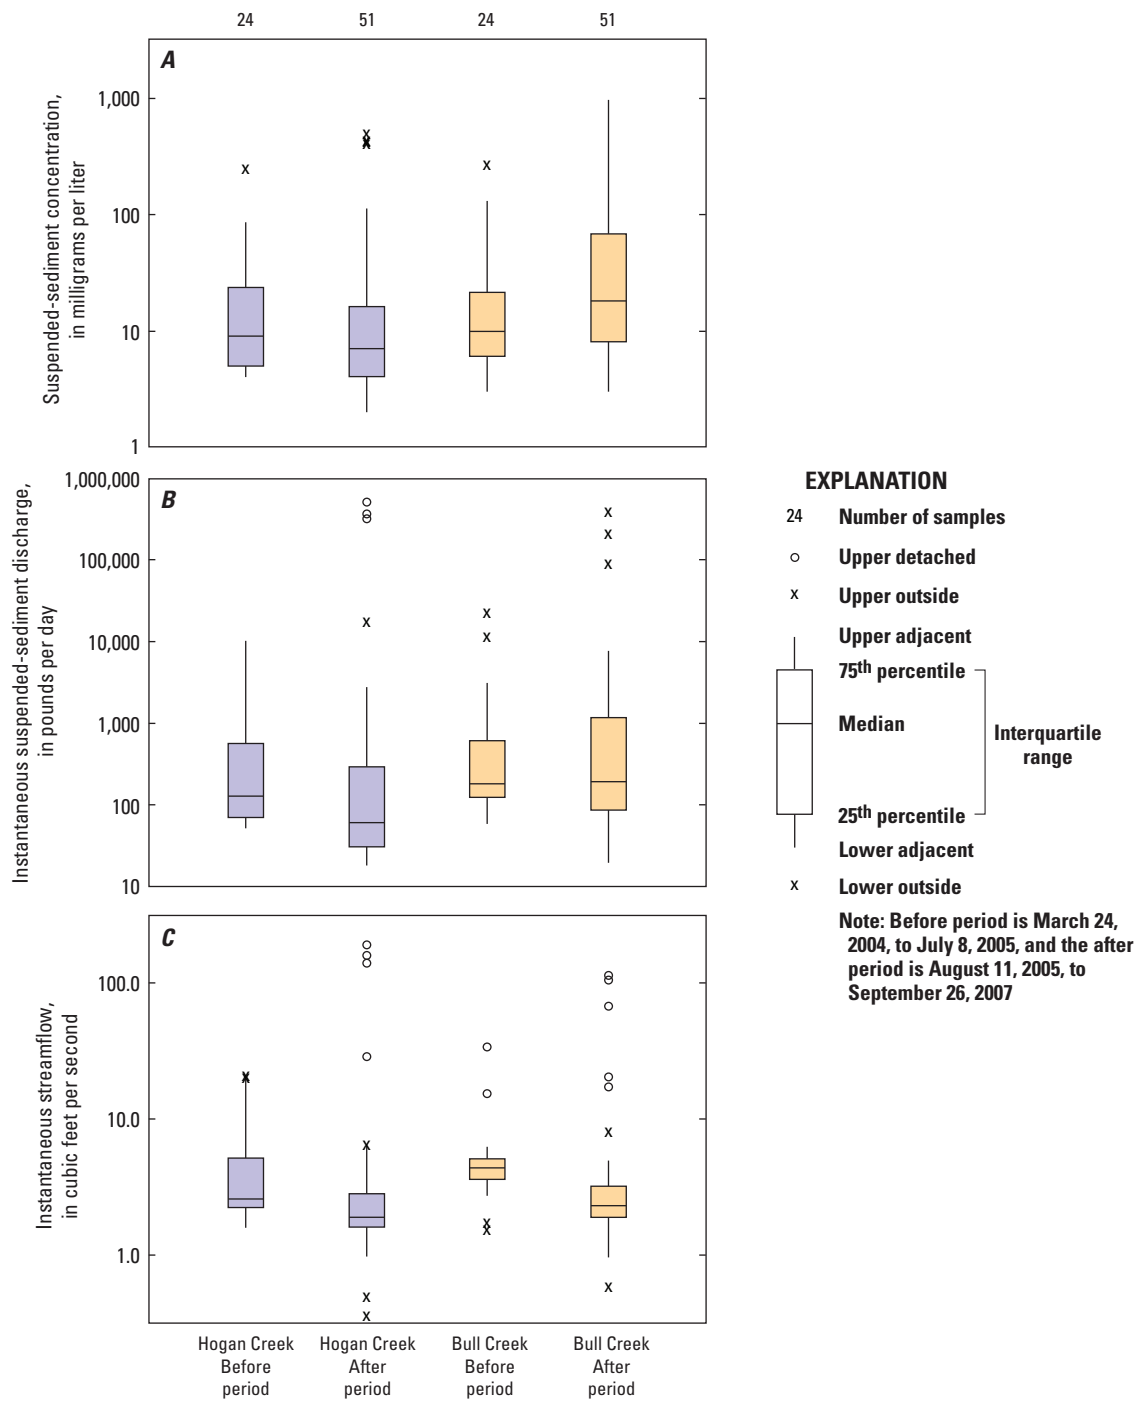 24 51 24 51
A
Suspended-sediment concentration,
in milligrams per liter
1,000
100
10
1
B
Instantaneous suspended-sediment discharge,
in pounds per day
1,000,000
100,000
10,000
1,000
100
10
C
Instantaneous streamflow,
in cubic feet per second
100.0
10.0
1.0
Hogan Creek
Before
period
Hogan Creek
After
period
Bull Creek
Before
period
Bull Creek
After
period
EXPLANATION
24 Number of samples
o Upper detached
x Upper outside
Upper adjacent
75th percentile
Median
Interquartile
range
25th percentile
Lower adjacent
x Lower outside
Note: Before period is March 24,
2004, to July 8, 2005, and the after
period is August 11, 2005, to
September 26, 2007